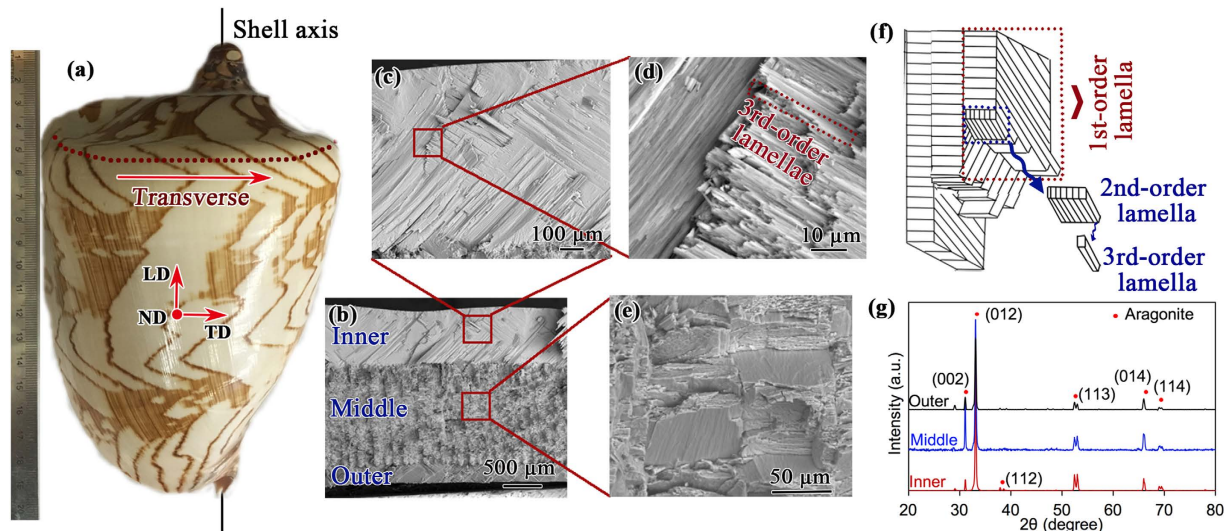 Shell axis
(a)
Transverse
LD
ND
TD
(b)
Inner
Middle
Outer
500 μm
(c)
100 μm
(d)
3rd-order
lamellae
10 μm
(e)
50 μm
(f)
1st-order
lamella
2nd-order
lamella
3rd-order
lamella
(g)
Intensity (a.u.)
(012)
Aragonite
(002)
(113)
(014)
(114)
Outer
Middle
Inner
(112)
20 30 40 50 60 70 80
2θ (degree)